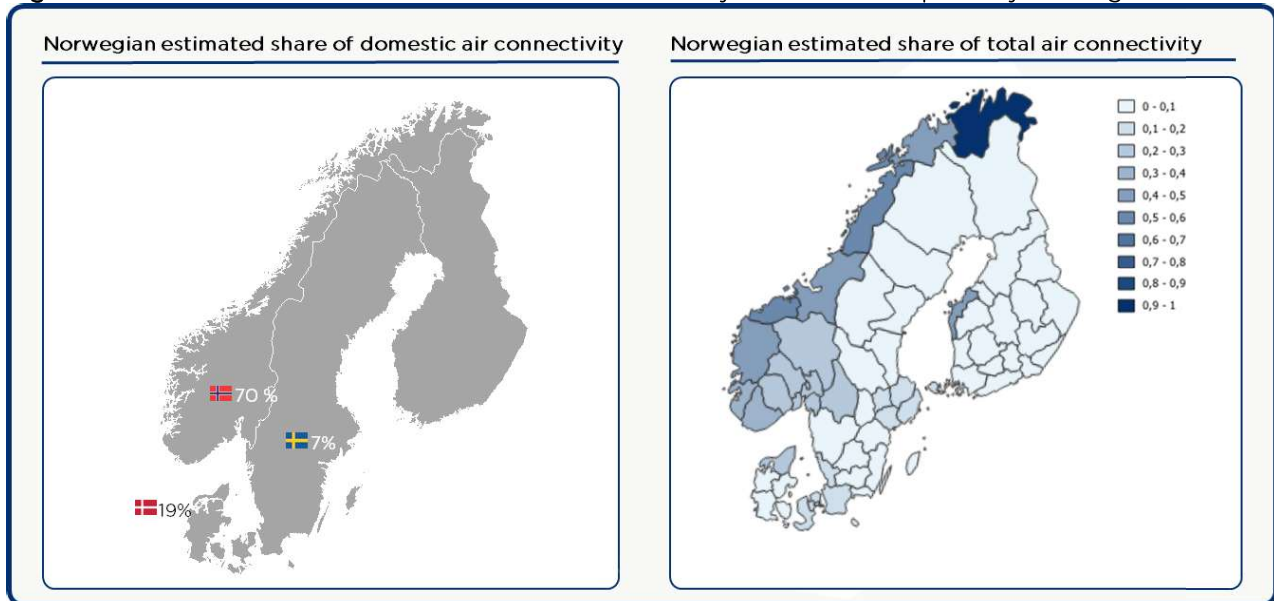 Norwegian estimated share of domestic air connectivity
Norwegian estimated share of total air connectivity
70 %
7%
19%
0 - 0,1
0,1 - 0,2
0,2 - 0,3
0,3 - 0,4
0,4 - 0,5
0,5 - 0,6
0,6 - 0,7
0,7 - 0,8
0,8 - 0,9
0,9 - 1